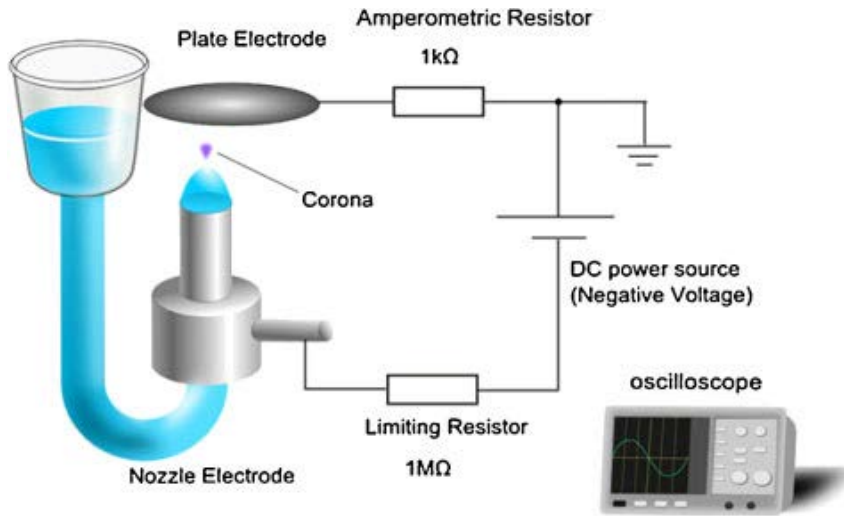 Amperometric Resistor
Plate Electrode
1kΩ
Corona
DC power source
(Negative Voltage)
oscilloscope
Limiting Resistor
Nozzle Electrode
1MΩ